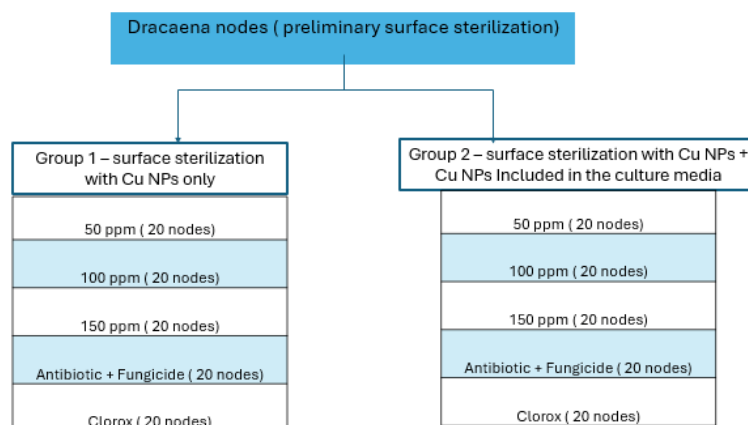 Dracaena nodes ( preliminary surface sterilization)
Group 1 – surface sterilization
with Cu NPs only
50 ppm ( 20 nodes)
100 ppm ( 20 nodes)
150 ppm ( 20 nodes)
Antibiotic + Fungicide ( 20 nodes)
Clorox ( 20 nodes)
Group 2 – surface sterilization with Cu NPs +
Cu NPs Included in the culture media
50 ppm ( 20 nodes)
100 ppm ( 20 nodes)
150 ppm ( 20 nodes)
Antibiotic + Fungicide ( 20 nodes)
Clorox ( 20 nodes)